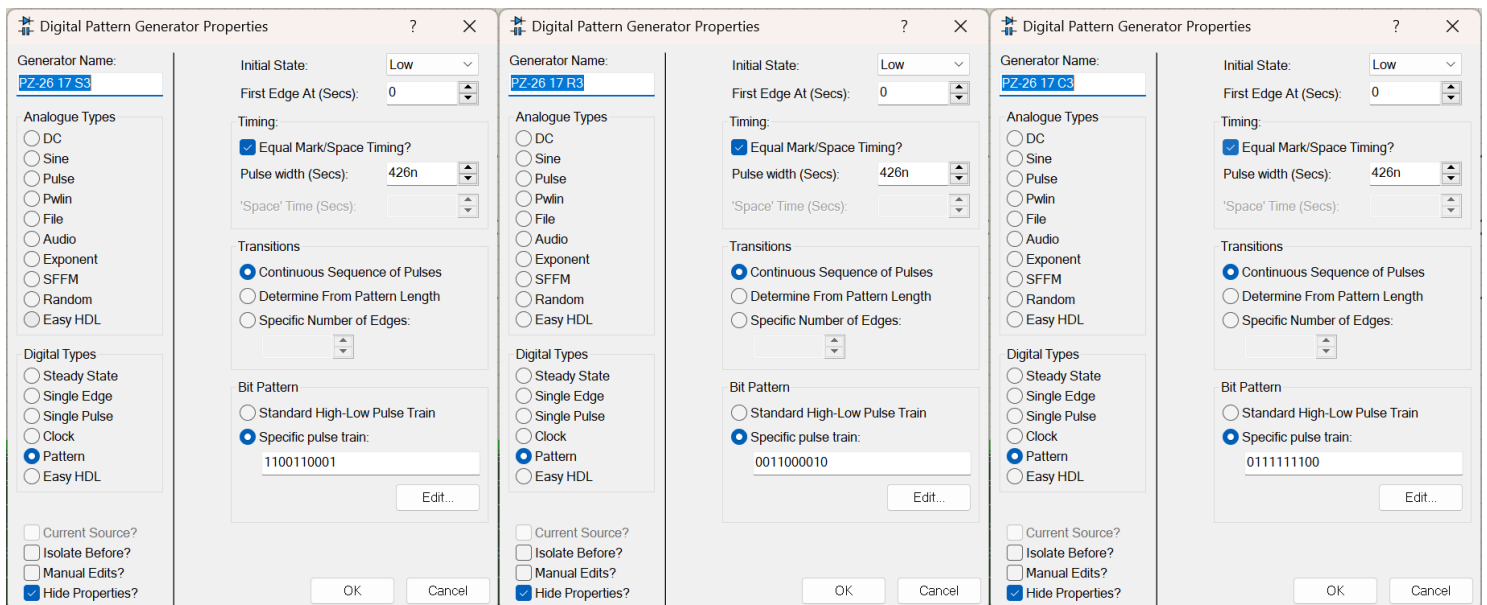 Digital Pattern Generator Properties ? ✕
Generator Name:
PZ-26 17 S3
Analogue Types
DC
Sine
Pulse
Pwlin
File
Audio
Exponent
SFFM
Random
Easy HDL
Digital Types
Steady State
Single Edge
Single Pulse
Clock
Pattern
Easy HDL
Current Source?
Isolate Before?
Manual Edits?
Hide Properties?
Initial State: Low
First Edge At (Secs): 0
Timing:
Equal Mark/Space Timing?
Pulse width (Secs): 426n
'Space' Time (Secs):
Transitions
Continuous Sequence of Pulses
Determine From Pattern Length
Specific Number of Edges:
Bit Pattern
Standard High-Low Pulse Train
Specific pulse train:
1100110001
Edit...
OK Cancel
Digital Pattern Generator Properties ? ✕
Generator Name:
PZ-26 17 R3
Analogue Types
DC
Sine
Pulse
Pwlin
File
Audio
Exponent
SFFM
Random
Easy HDL
Digital Types
Steady State
Single Edge
Single Pulse
Clock
Pattern
Easy HDL
Current Source?
Isolate Before?
Manual Edits?
Hide Properties?
Initial State: Low
First Edge At (Secs): 0
Timing:
Equal Mark/Space Timing?
Pulse width (Secs): 426n
'Space' Time (Secs):
Transitions
Continuous Sequence of Pulses
Determine From Pattern Length
Specific Number of Edges:
Bit Pattern
Standard High-Low Pulse Train
Specific pulse train:
0011000010
Edit...
OK Cancel
Digital Pattern Generator Properties ? ✕
Generator Name:
PZ-26 17 C3
Analogue Types
DC
Sine
Pulse
Pwlin
File
Audio
Exponent
SFFM
Random
Easy HDL
Digital Types
Steady State
Single Edge
Single Pulse
Clock
Pattern
Easy HDL
Current Source?
Isolate Before?
Manual Edits?
Hide Properties?
Initial State: Low
First Edge At (Secs): 0
Timing:
Equal Mark/Space Timing?
Pulse width (Secs): 426n
'Space' Time (Secs):
Transitions
Continuous Sequence of Pulses
Determine From Pattern Length
Specific Number of Edges:
Bit Pattern
Standard High-Low Pulse Train
Specific pulse train:
0111111100
Edit...
OK Cancel